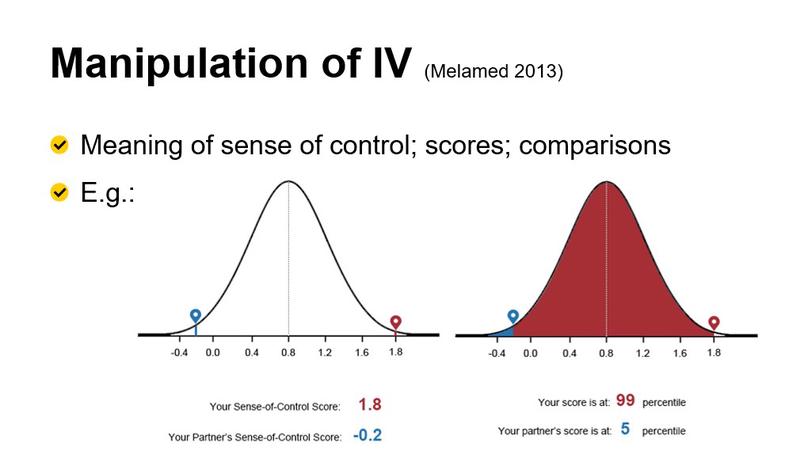 Manipulation of IV (Melamed 2013)
Meaning of sense of control; scores; comparisons
E.g.:
-0.4 0.0 0.4 0.8 1.2 1.6 1.8
Your Sense-of-Control Score: 1.8
Your Partner's Sense-of-Control Score: -0.2
-0.4 0.0 0.4 0.8 1.2 1.6 1.8
Your score is at: 99 percentile
Your partner's score is at: 5 percentile